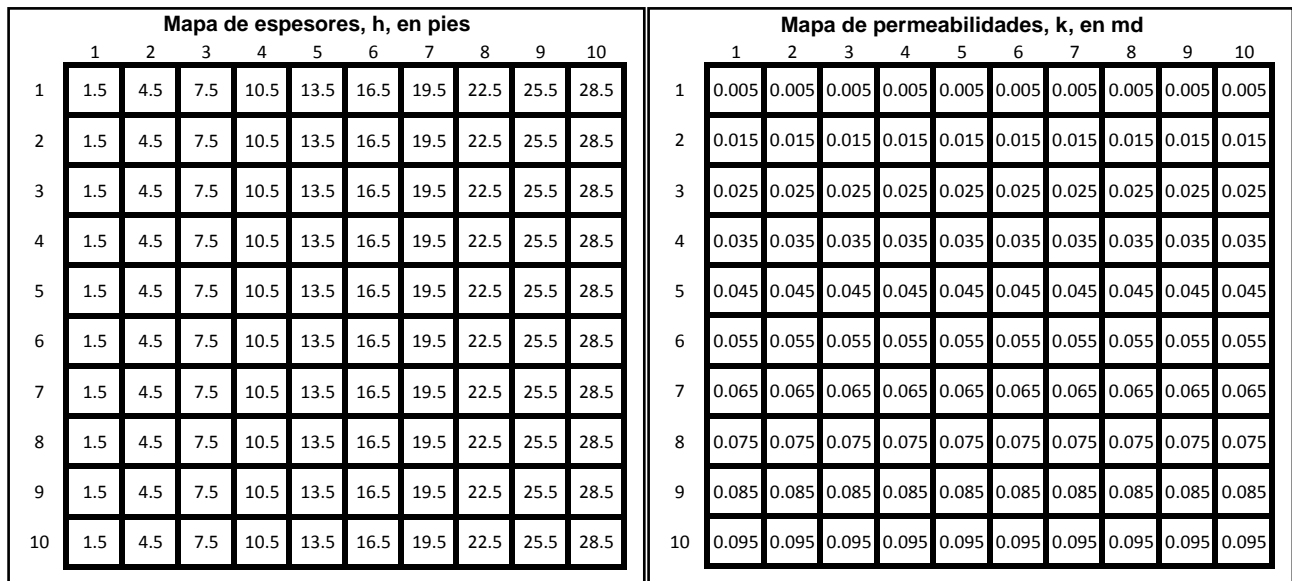 Mapa de espesores, h, en pies
1 2 3 4 5 6 7 8 9 10
1 1.5 4.5 7.5 10.5 13.5 16.5 19.5 22.5 25.5 28.5
2 1.5 4.5 7.5 10.5 13.5 16.5 19.5 22.5 25.5 28.5
3 1.5 4.5 7.5 10.5 13.5 16.5 19.5 22.5 25.5 28.5
4 1.5 4.5 7.5 10.5 13.5 16.5 19.5 22.5 25.5 28.5
5 1.5 4.5 7.5 10.5 13.5 16.5 19.5 22.5 25.5 28.5
6 1.5 4.5 7.5 10.5 13.5 16.5 19.5 22.5 25.5 28.5
7 1.5 4.5 7.5 10.5 13.5 16.5 19.5 22.5 25.5 28.5
8 1.5 4.5 7.5 10.5 13.5 16.5 19.5 22.5 25.5 28.5
9 1.5 4.5 7.5 10.5 13.5 16.5 19.5 22.5 25.5 28.5
10 1.5 4.5 7.5 10.5 13.5 16.5 19.5 22.5 25.5 28.5
Mapa de permeabilidades, k, en md
1 2 3 4 5 6 7 8 9 10
1 0.005 0.005 0.005 0.005 0.005 0.005 0.005 0.005 0.005 0.005
2 0.015 0.015 0.015 0.015 0.015 0.015 0.015 0.015 0.015 0.015
3 0.025 0.025 0.025 0.025 0.025 0.025 0.025 0.025 0.025 0.025
4 0.035 0.035 0.035 0.035 0.035 0.035 0.035 0.035 0.035 0.035
5 0.045 0.045 0.045 0.045 0.045 0.045 0.045 0.045 0.045 0.045
6 0.055 0.055 0.055 0.055 0.055 0.055 0.055 0.055 0.055 0.055
7 0.065 0.065 0.065 0.065 0.065 0.065 0.065 0.065 0.065 0.065
8 0.075 0.075 0.075 0.075 0.075 0.075 0.075 0.075 0.075 0.075
9 0.085 0.085 0.085 0.085 0.085 0.085 0.085 0.085 0.085 0.085
10 0.095 0.095 0.095 0.095 0.095 0.095 0.095 0.095 0.095 0.095